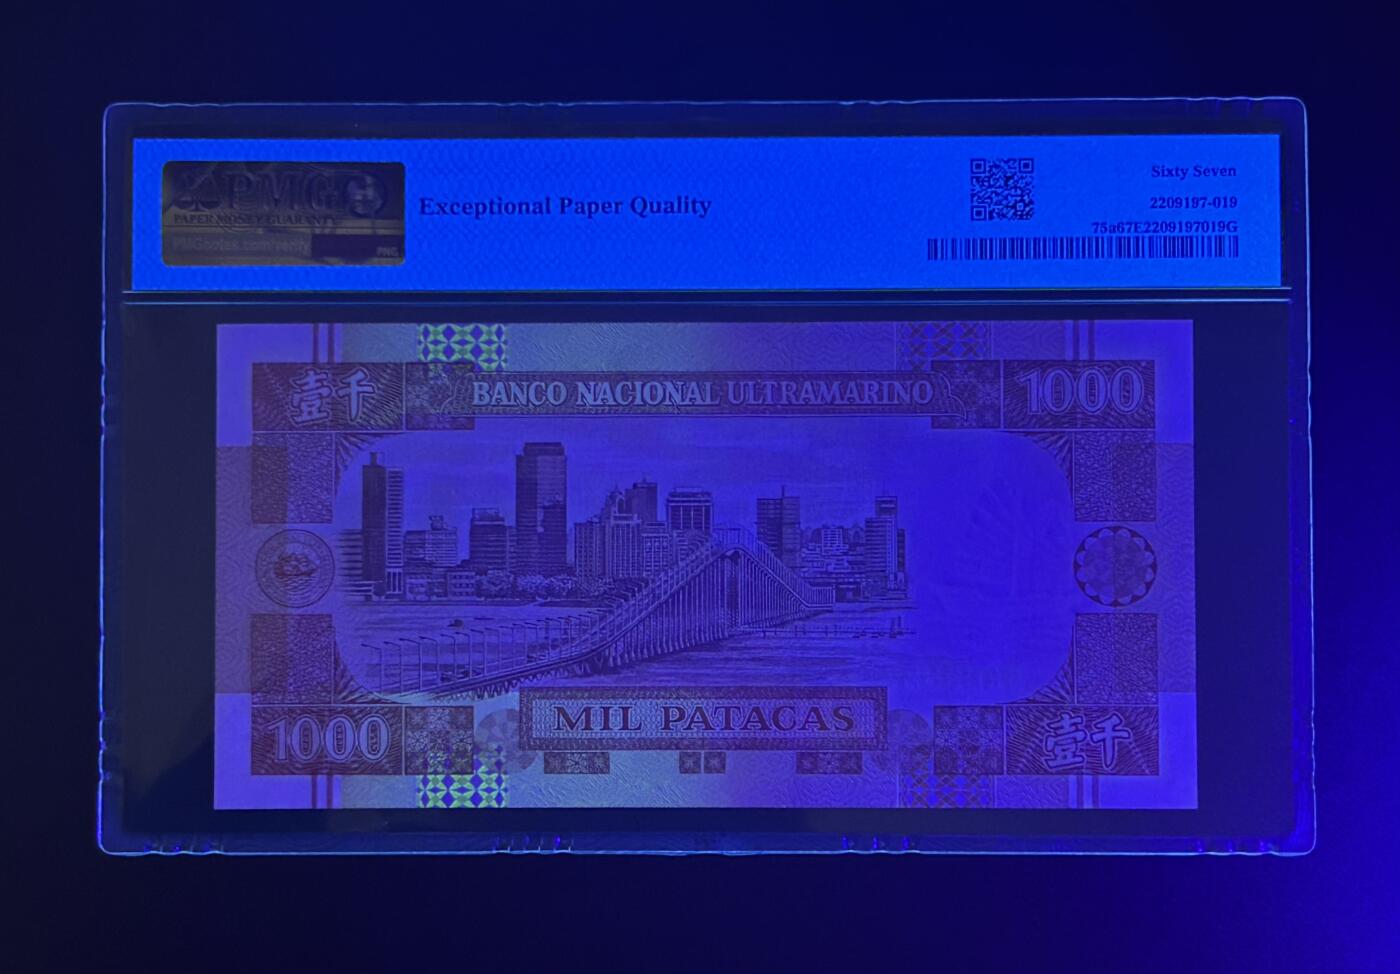 PMG
PAPER MONEY GUARANTY
PMGnotes.com/verify
PMG
Exceptional Paper Quality
Sixty Seven
2209197-019
75a67E2209197019G
壹千
BANCO NACIONAL ULTRAMARINO
1000
MIL PATACAS
1000
壹千